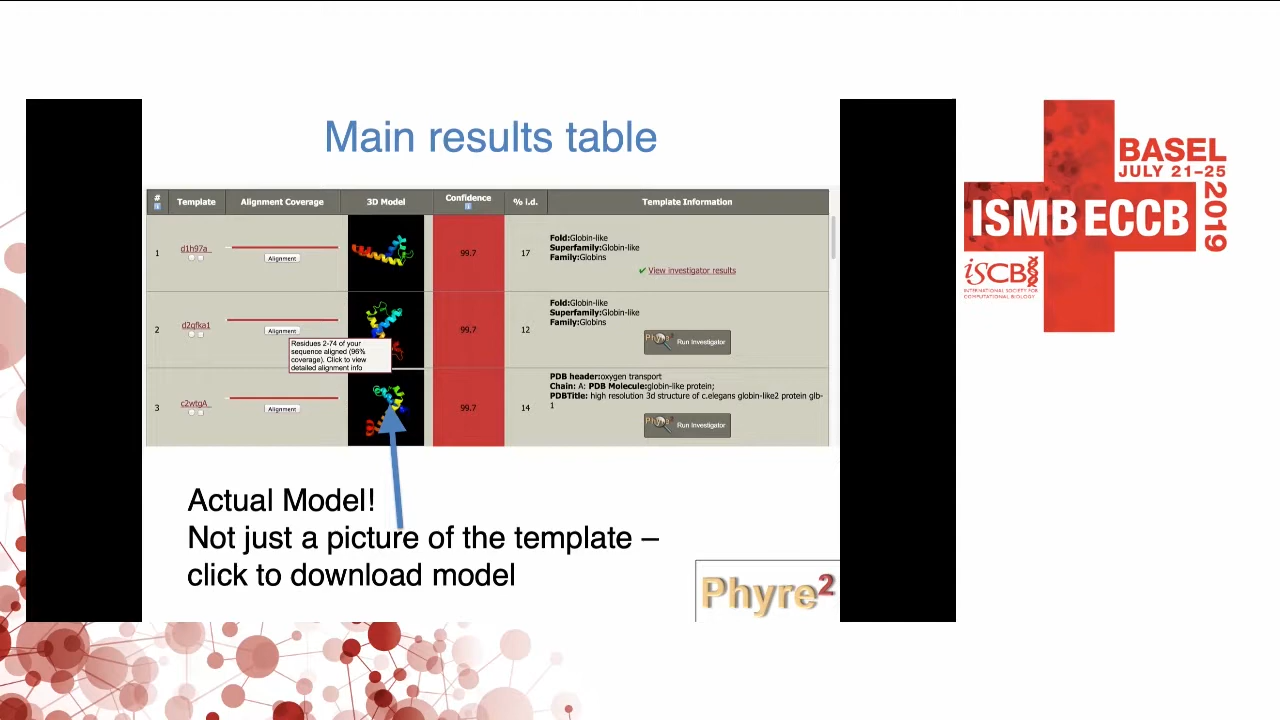 Main results table
# Template Alignment Coverage 3D Model Confidence % i.d. Template Information
1 d1h97a_ Alignment 99.7 17
Fold:Globin-like
Superfamily:Globin-like
Family:Globins
✔ View investigator results
2 d2gfka1 Alignment 99.7 12
Fold:Globin-like
Superfamily:Globin-like
Family:Globins
Phyre2 Run Investigator
Residues 2-74 of your
sequence aligned (96%
coverage). Click to view
detailed alignment info
3 c2wtgA_ Alignment 99.7 14
PDB header:oxygen transport
Chain: A: PDB Molecule:globin-like protein;
PDBTitle: high resolution 3d structure of c.elegans globin-like2 protein glb-
1
Phyre2 Run Investigator
Actual Model!
Not just a picture of the template –
click to download model
Phyre2
BASEL
JULY 21–25
2019
ISMB ECCB
iSCB
INTERNATIONAL SOCIETY FOR
COMPUTATIONAL BIOLOGY